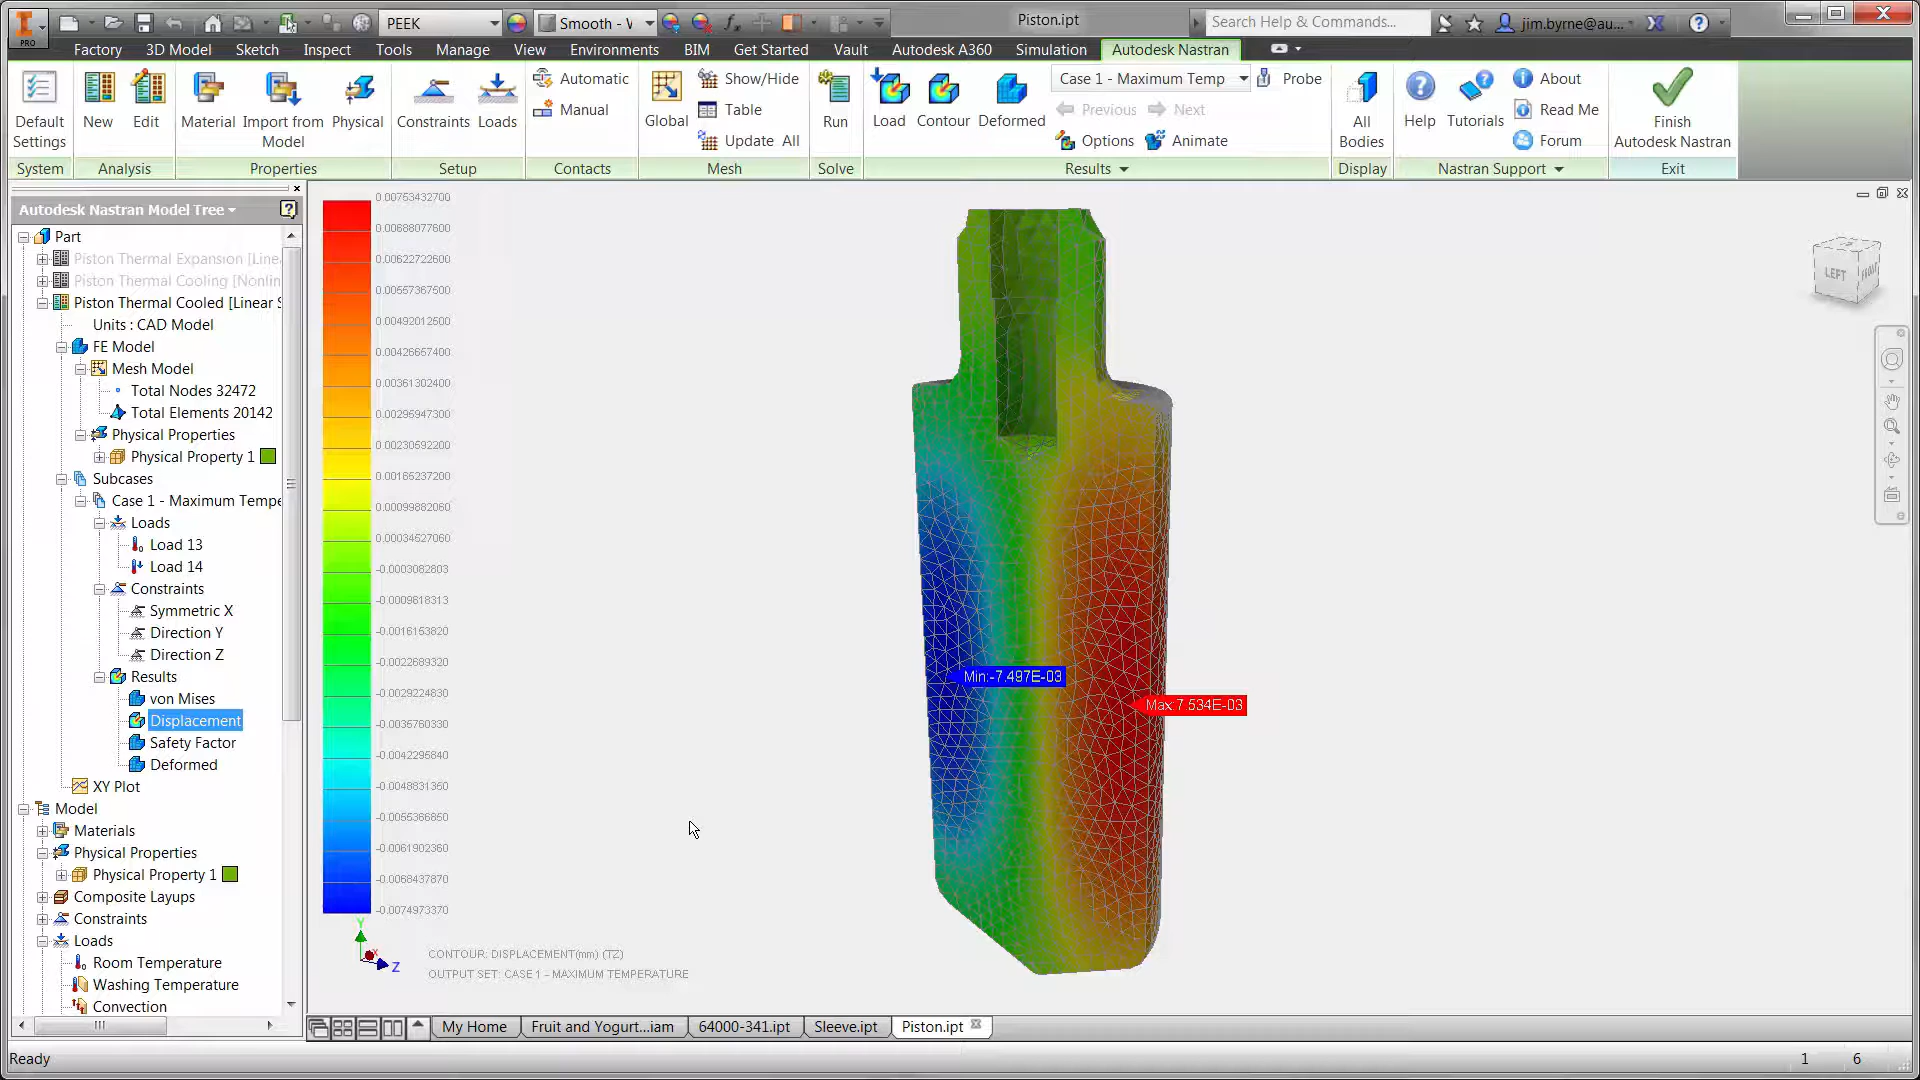 PRO
PEEK
Smooth - V
Piston.ipt
Search Help & Commands...
jim.byrne@au...
Factory 3D Model Sketch Inspect Tools Manage View Environments BIM Get Started Vault Autodesk A360 Simulation Autodesk Nastran
Default Settings
New
Edit
Material
Import from Model
Physical
Constraints
Loads
Automatic
Manual
Global
Show/Hide
Table
Update All
Run
Load
Contour
Deformed
Case 1 - Maximum Temp
Probe
Previous
Next
Options
Animate
All Bodies
Help
Tutorials
About
Read Me
Forum
Finish Autodesk Nastran
System Analysis Properties Setup Contacts Mesh Solve Results Display Nastran Support Exit
Autodesk Nastran Model Tree
Part
Piston Thermal Expansion [Line
Piston Thermal Cooling [Nonlin
Piston Thermal Cooled [Linear S
Units : CAD Model
FE Model
Mesh Model
Total Nodes 32472
Total Elements 20142
Physical Properties
Physical Property 1
Subcases
Case 1 - Maximum Tempe
Loads
Load 13
Load 14
Constraints
Symmetric X
Direction Y
Direction Z
Results
von Mises
Displacement
Safety Factor
Deformed
XY Plot
Model
Materials
Physical Properties
Physical Property 1
Composite Layups
Constraints
Loads
Room Temperature
Washing Temperature
Convection
0.00753432700
0.00688077600
0.00622722600
0.00557367500
0.00492012500
0.00426657400
0.00361302400
0.00295947300
0.00230592200
0.00165237200
0.00099882060
0.00034527060
-0.0003082803
-0.0009618313
-0.0016153820
-0.0022689320
-0.0029224830
-0.0035760330
-0.0042295840
-0.0048831360
-0.0055366850
-0.0061902360
-0.0068437870
-0.0074973370
Min:-7.497E-03
Max:7.534E-03
LEFT
FRONT
Y
X
Z
CONTOUR: DISPLACEMENT(mm) (TZ)
OUTPUT SET: CASE 1 - MAXIMUM TEMPERATURE
My Home
Fruit and Yogurt...iam
64000-341.ipt
Sleeve.ipt
Piston.ipt
Ready
1 6